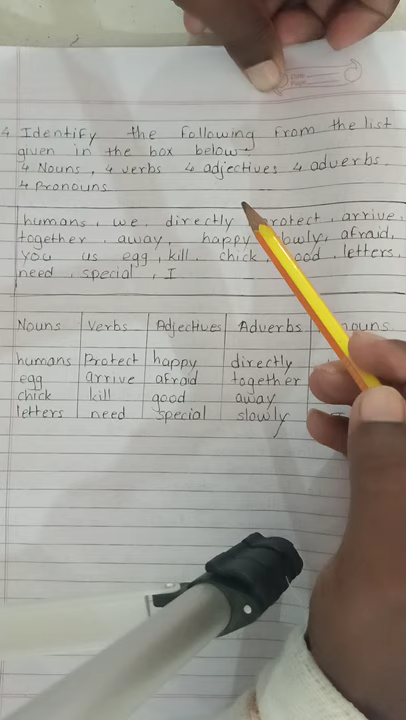 4 Identify the following from the list
given in the box below
4 Nouns, 4 verbs 4 adjectives 4 adverbs
4 Pronouns
humans, we, directly protect, arrive,
together, away, happy afraid,
you us egg, kill, chick letters,
need, special, I
Nouns Verbs Adjectives Adverbs
humans Protect happy directly
egg arrive afraid together
chick kill good away
letters need special slowly